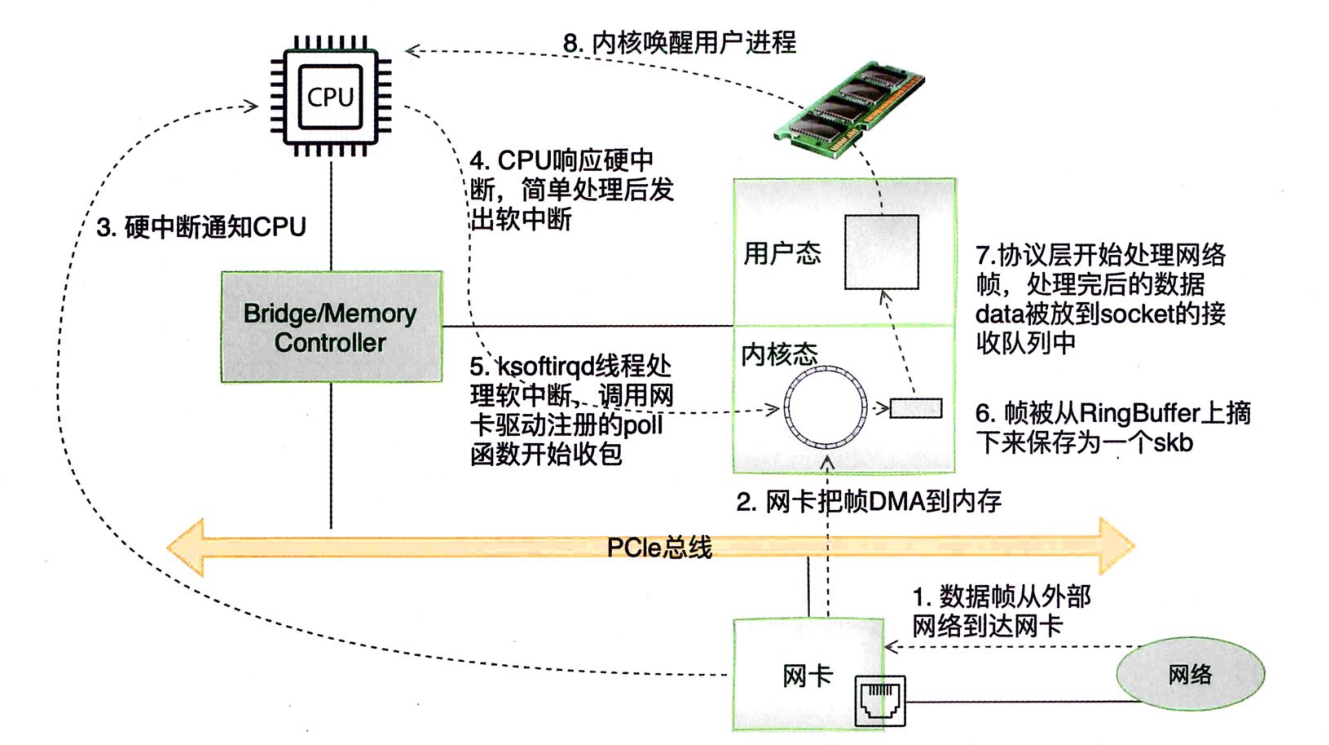 8. 内核唤醒用户进程
CPU
4. CPU响应硬中
断，简单处理后发
出软中断
3. 硬中断通知CPU
用户态
7.协议层开始处理网络
帧，处理完后的数据
data被放到socket的接
收队列中
Bridge/Memory
Controller
内核态
5. ksoftirqd线程处
理软中断，调用网
卡驱动注册的poll
函数开始收包
6. 帧被从RingBuffer上摘
下来保存为一个skb
2. 网卡把帧DMA到内存
PCIe总线
1. 数据帧从外部
网络到达网卡
网卡
网络